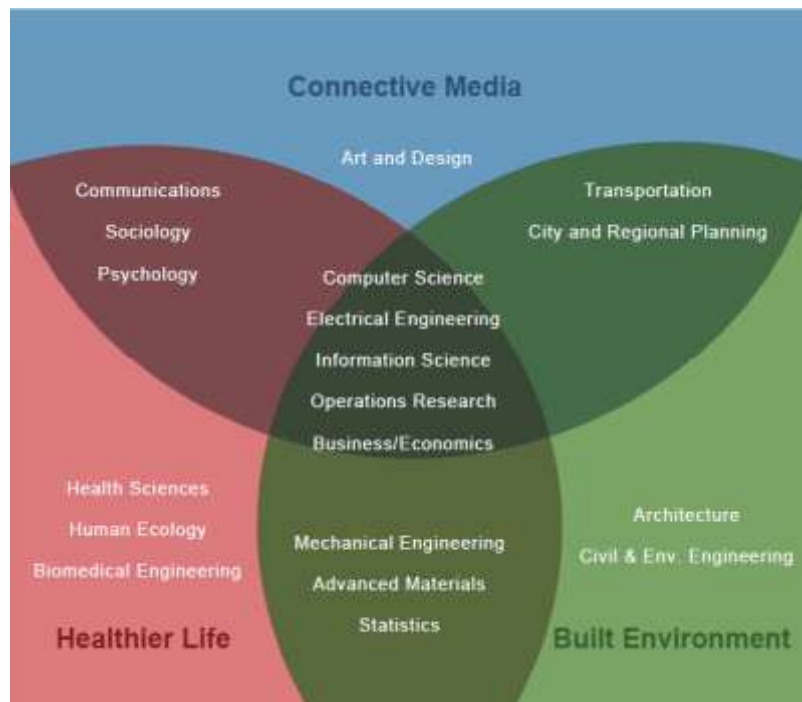 Connective Media
Art and Design
Communications
Sociology
Psychology
Transportation
City and Regional Planning
Computer Science
Electrical Engineering
Information Science
Operations Research
Business/Economics
Health Sciences
Human Ecology
Biomedical Engineering
Mechanical Engineering
Advanced Materials
Statistics
Architecture
Civil & Env. Engineering
Healthier Life
Built Environment